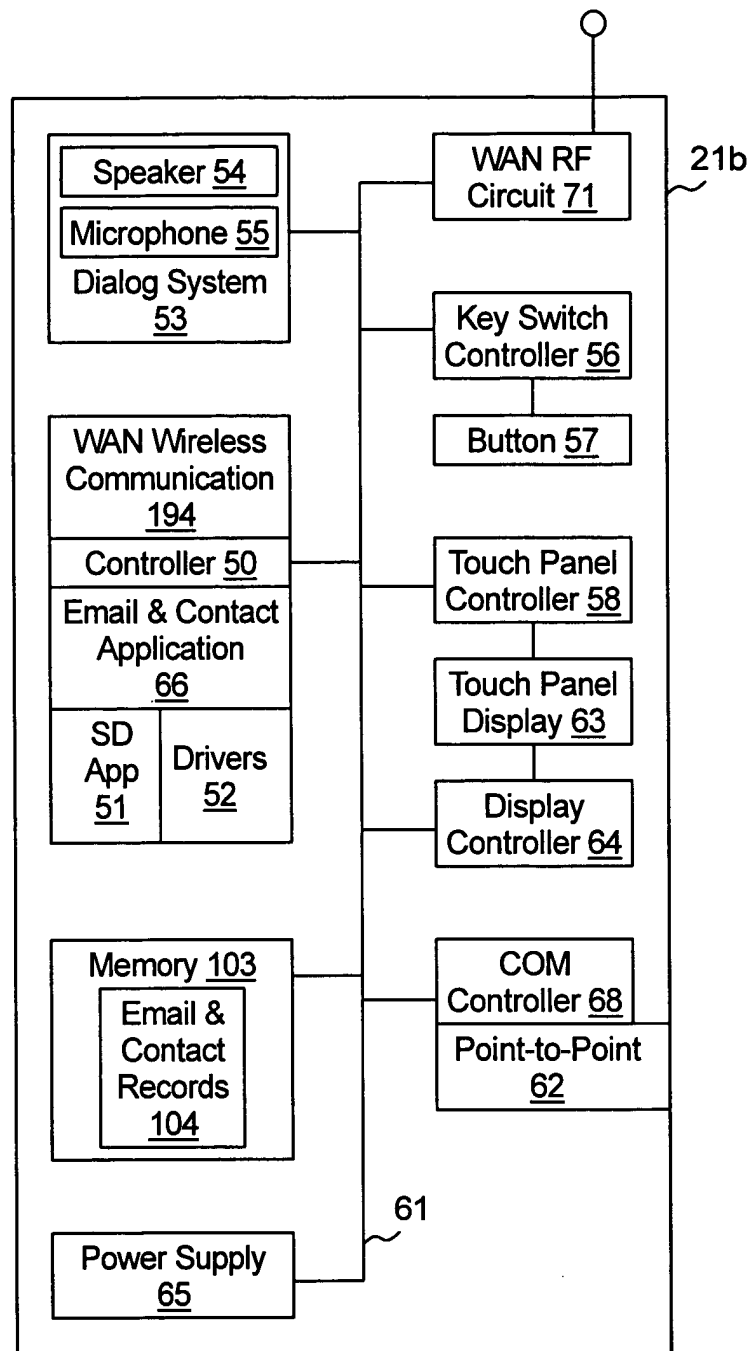 21b
Speaker 54
Microphone 55
Dialog System
53
WAN RF
Circuit 71
Key Switch
Controller 56
Button 57
WAN Wireless
Communication
194
Controller 50
Email & Contact
Application
66
SD
App
51
Drivers
52
Touch Panel
Controller 58
Touch Panel
Display 63
Display
Controller 64
Memory 103
Email &
Contact
Records
104
COM
Controller 68
Point-to-Point
62
61
Power Supply
65